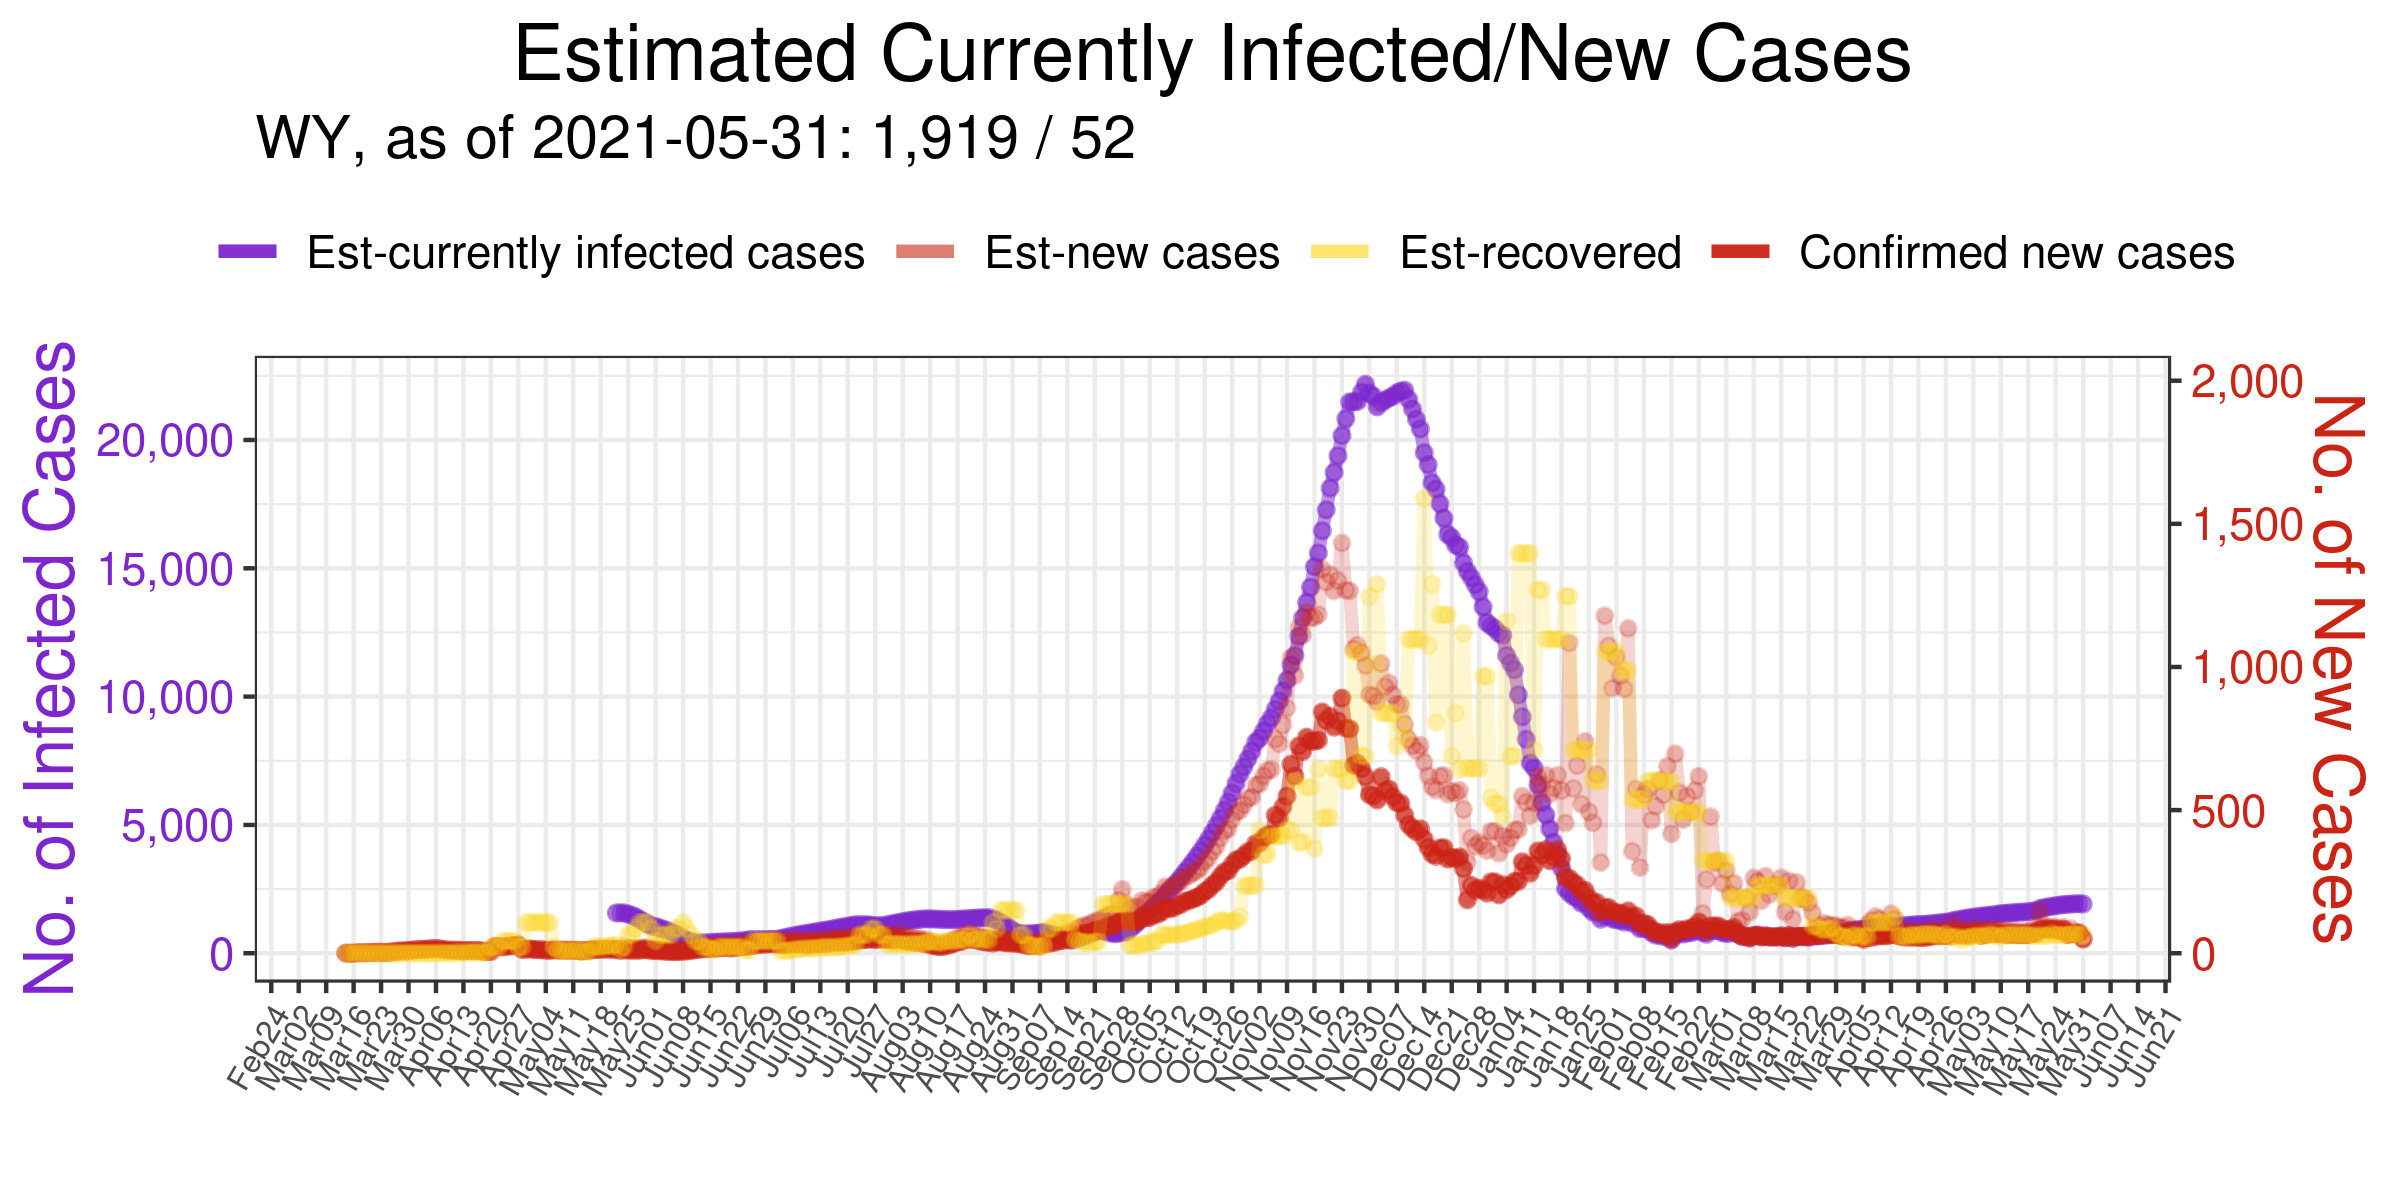 Estimated Currently Infected/New Cases
WY, as of 2021-05-31: 1,919 / 52
Est-currently infected cases
Est-new cases
Est-recovered
Confirmed new cases
No. of Infected Cases
20,000
15,000
10,000
5,000
0
2,000
1,500
1,000
500
0
No. of New Cases
Feb24
Mar02
Mar09
Mar16
Mar23
Mar30
Apr06
Apr13
Apr20
Apr27
May04
May11
May18
May25
Jun01
Jun08
Jun15
Jun22
Jun29
Jul06
Jul13
Jul20
Jul27
Aug03
Aug10
Aug17
Aug24
Aug31
Sep07
Sep14
Sep21
Sep28
Oct05
Oct12
Oct19
Oct26
Nov02
Nov09
Nov16
Nov23
Nov30
Dec07
Dec14
Dec21
Dec28
Jan04
Jan11
Jan18
Jan25
Feb01
Feb08
Feb15
Feb22
Mar01
Mar08
Mar15
Mar22
Mar29
Apr05
Apr12
Apr19
Apr26
May03
May10
May17
May24
May31
Jun07
Jun14
Jun21